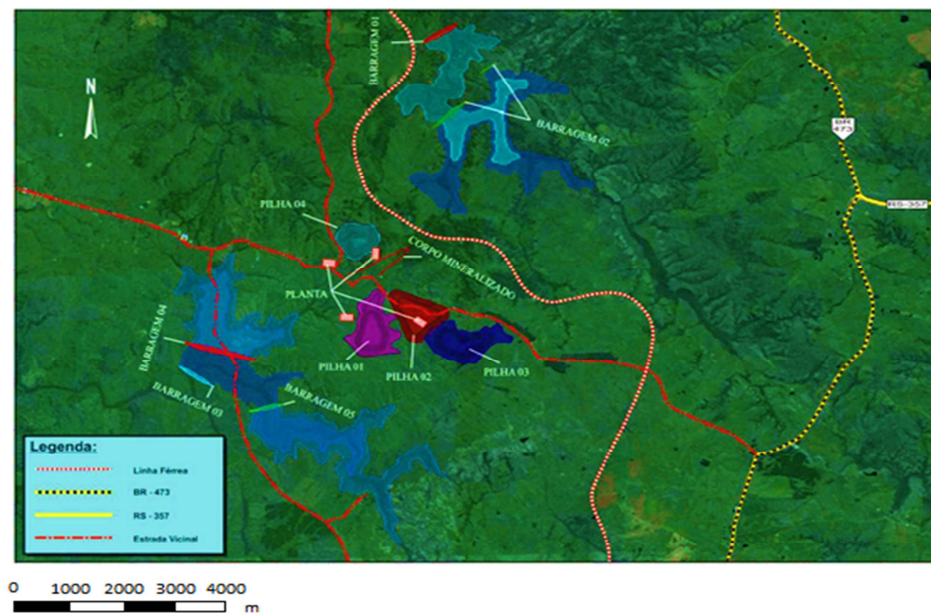 BARRAGEM 01
N
BARRAGEM 02
BR
473
RS-357
PILHA 04
CORPO MINERALIZADO
PLANTA
BARRAGEM 04
PILHA 01
PILHA 02
PILHA 03
BARRAGEM 03
BARRAGEM 05
Legenda:
Linha Férrea
BR - 473
RS - 357
Estrada Vicinal
0 1000 2000 3000 4000
m